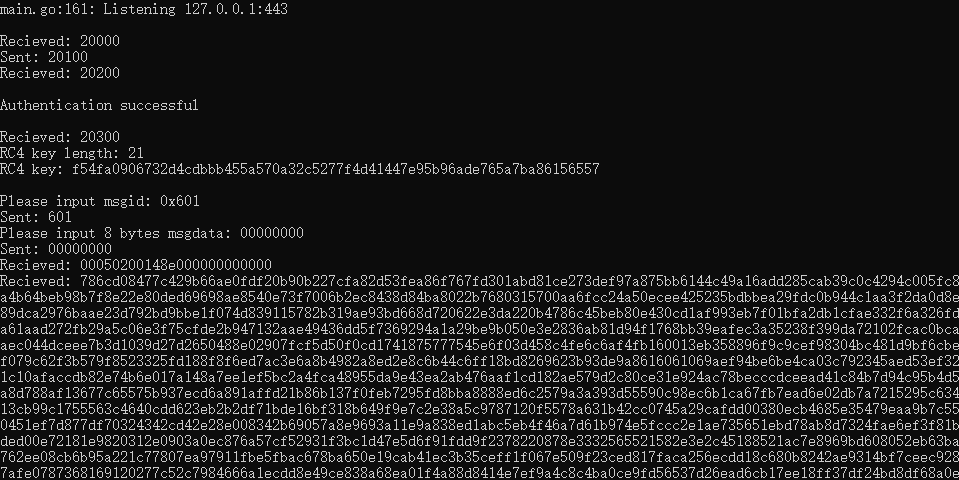 main.go:161: Listening 127.0.0.1:443
Recieved: 20000
Sent: 20100
Recieved: 20200
Authentication successful
Recieved: 20300
RC4 key length: 21
RC4 key: f54fa0906732d4cdbbb455a570a32c5277f4d41447e95b96ade765a7ba86156557
Please input msgid: 0x601
Sent: 601
Please input 8 bytes msgdata: 00000000
Sent: 00000000
Recieved: 00050200148e000000000000
Recieved: 786cd08477c429b66ae0fdf20b90b227cfa82d53fea86f767fd301abd81ce273def97a875bb6144c49a16add285cab39c0c4294c005fc8
a4b64beb98b7f8e22e80ded69698ae8540e73f7006b2ec8438d84ba8022b7680315700aa6fcc24a50ecee425235bdbbea29fdc0b944c1aa3f2da0d8e
89dca2976baae23d792bd9bbe1f074d839115782b319ae93bd668d720622e3da220b4786c45beb80e430cd1af993eb7f01bfa2db1cfae332f6a326fd
a61aad272fb29a5c06e3f75cfde2b947132aae49436dd5f7369294a1a29be9b050e3e2836ab81d94f1768bb39eafec3a35238f399da72102fcac0bca
aec044dceee7b3d1039d27d2650488e02907fcf5d50f0cd1741875777545e6f03d458c4fe6c6af4fb160013eb358896f9c9cef98304bc481d9bf6cbe
f079c62f3b579f8523325fd188f8f6ed7ac3e6a8b4982a8ed2e8c6b44c6ff18bd8269623b93de9a8616061069aef94be6be4ca03c792345aed53ef32
1c10afaccdb82e74b6e017a148a7ee1ef5bc2a4fca48955da9e43ea2ab476aaf1cd182ae579d2c80ce31e924ac78becccdceead41c84b7d94c95b4d5
a8d783af13677c65575b937ecd6a891affd21b86b137f0feb7295fd8bba8888ed6c2579a3a393d55590c98ec6b1ca67fb7ead6e02db7a7215295c634
13cb99c1755563c4640cdd623eb2b2df71bde16bf318b649f9e7c2e38a5c9787120f5578a631b42cc0745a29cafdd00380ecb4685e35479eaa9b7c55
0451ef7d877df70324342cd42e28e008342b69057a8e9693a11e9a838ed1abc5eb4f46a7d61b974e5fccc2e1ae735651ebd78ab8d7324fae6ef3f81b
ded00e72181e9820312e0903a0ec876a57cf52931f3bc1d47e5d6f91fdd9f2378220878e3332565521582e3e2c45188521ac7e8969bd608052eb63ba
762ee08cb6b95a221c77807ea97911fbe5fbac678ba650e19cab41ec3b35ceff1f067e509f23ced817faca256ecdd18c680b8242ae9314bf7ceec928
7afe0787368169120277c52c7984666a1ecdd8e49ce838a68ea01f4a88d8414e7ef9a4c8c4ba0ce9fd56537d26ead6cb17ee18ff37df24bd8df68a0e